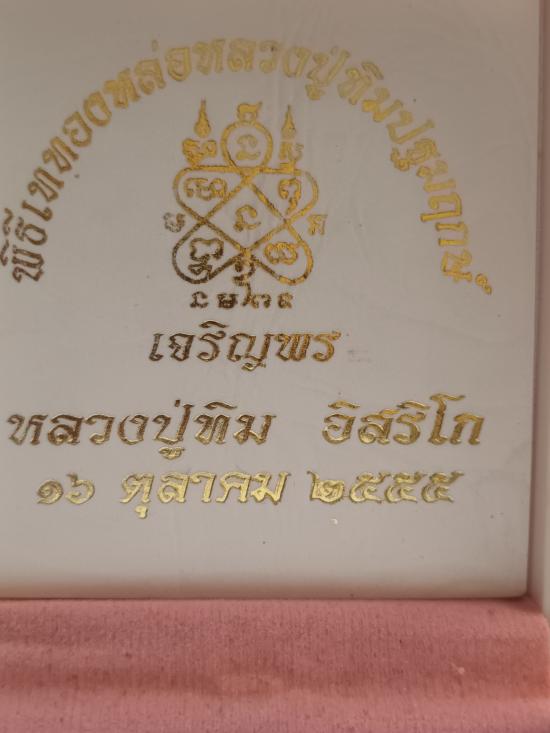 พิธีเททองหล่อหลวงปู่ทิมปฐมฤกษ์
เจริญพร
หลวงปู่ทิม อิสริโก
๑๖ ตุลาคม ๒๕๕๕